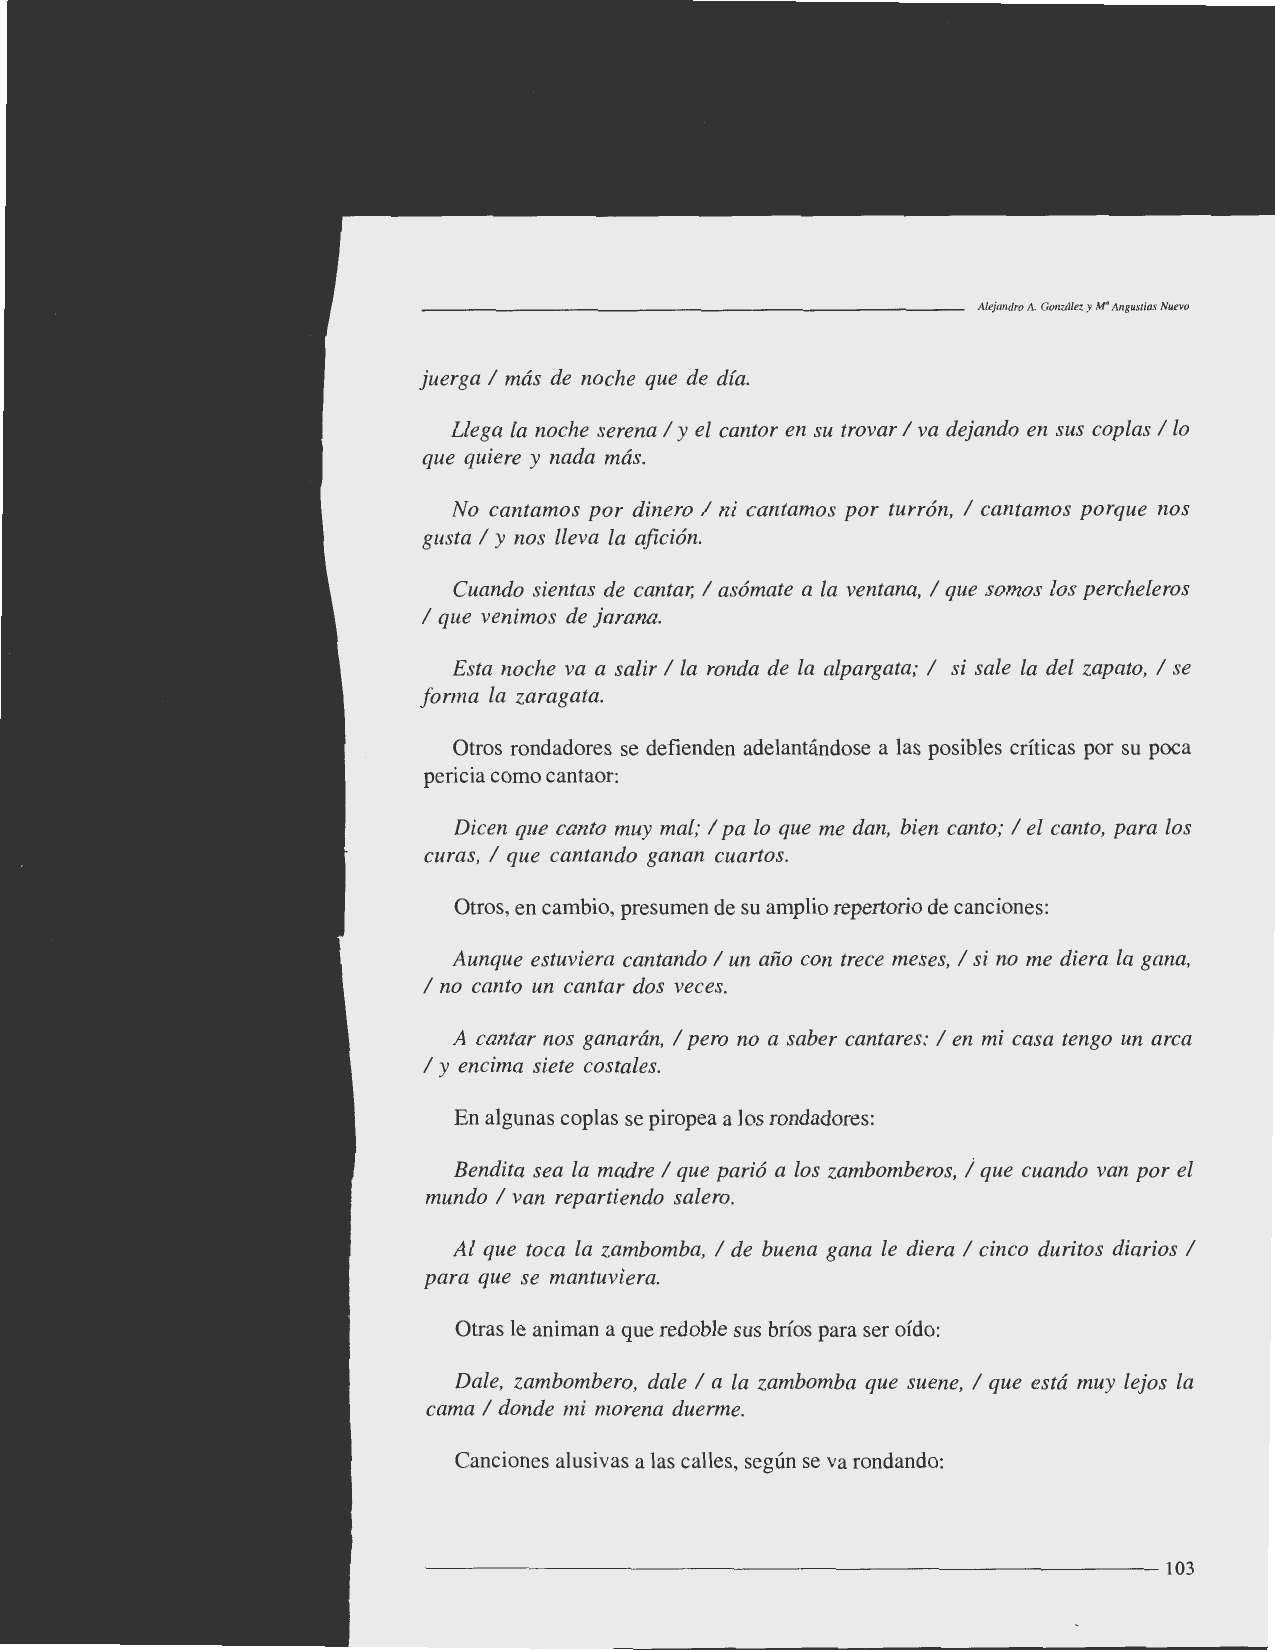 Alejandro A. González y Mª Angustias Nuevo
juerga / más de noche que de día.
Llega la noche serena / y el cantor en su trovar / va dejando en sus coplas / lo
que quiere y nada más.
No cantamos por dinero / ni cantamos por turrón, / cantamos porque nos
gusta / y nos lleva la afición.
Cuando sientas de cantar, / asómate a la ventana, / que somos los percheleros
/ que venimos de jarana.
Esta noche va a salir / la ronda de la alpargata; / si sale la del zapato, / se
forma la zaragata.
Otros rondadores se defienden adelantándose a las posibles críticas por su poca
pericia como cantaor:
Dicen que canto muy mal; / pa lo que me dan, bien canto; / el canto, para los
curas, / que cantando ganan cuartos.
Otros, en cambio, presumen de su amplio repertorio de canciones:
Aunque estuviera cantando / un año con trece meses, / si no me diera la gana,
/ no canto un cantar dos veces.
A cantar nos ganarán, / pero no a saber cantares: / en mi casa tengo un arca
/ y encima siete costales.
En algunas coplas se piropea a los rondadores:
Bendita sea la madre / que parió a los zambomberos, / que cuando van por el
mundo / van repartiendo salero.
Al que toca la zambomba, / de buena gana le diera / cinco duritos diarios /
para que se mantuviera.
Otras le animan a que redoble sus bríos para ser oído:
Dale, zambombero, dale / a la zambomba que suene, / que está muy lejos la
cama / donde mi morena duerme.
Canciones alusivas a las calles, según se va rondando:
103